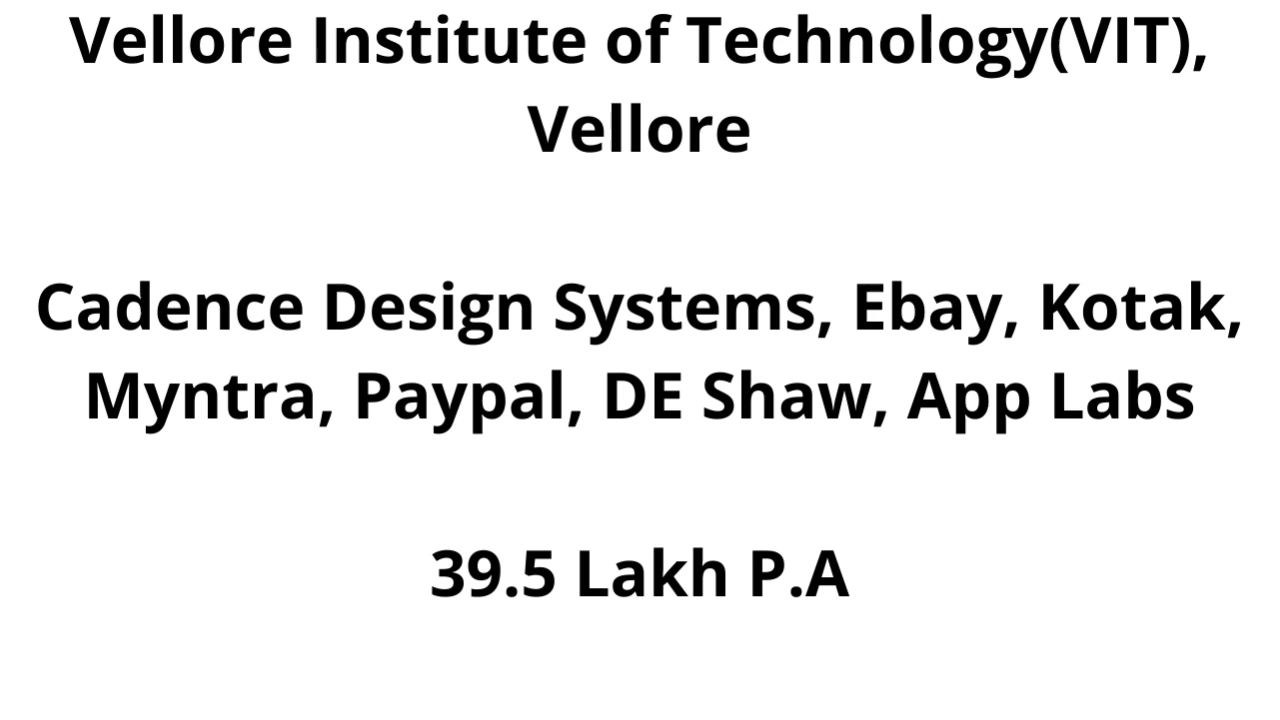 Vellore Institute of Technology(VIT),
Vellore
Cadence Design Systems, Ebay, Kotak,
Myntra, Paypal, DE Shaw, App Labs
39.5 Lakh P.A